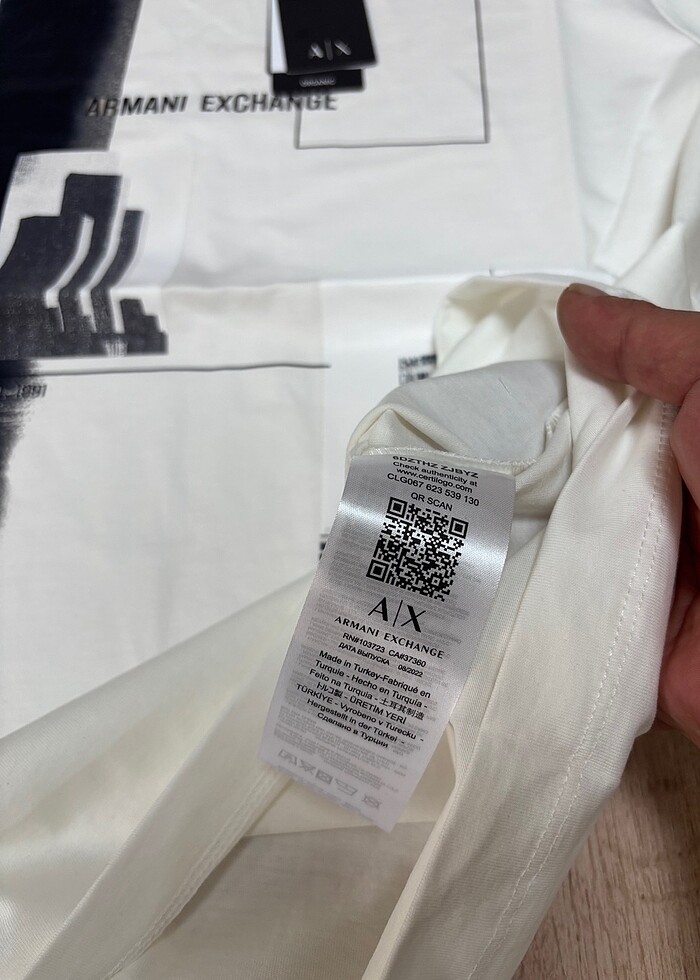 A|X
ORGANIC
ARMANI EXCHANGE
1991
6DZTHZ ZJBYZ
Check authenticity at
www.certilogo.com
CLG067 623 539 130
QR SCAN
A|X
ARMANI EXCHANGE
RN#103723 CA#37380
ДАТА ВЫПУСКА 08/2022
Made in Turkey-Fabriqué en
Turquie - Hecho en Turquía -
Feito na Turquia - 土耳其制造
トルコ製 - ÜRETİM YERİ
TÜRKİYE - Vyrobeno v Turecku -
Hergestellt in der Türkei -
Сделано в Турции